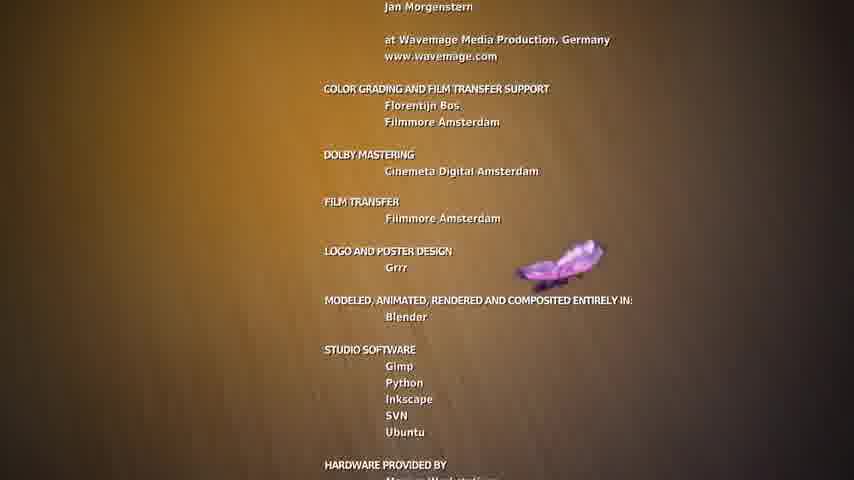 Jan Morgenstern
at Wavemage Media Production, Germany
www.wavemage.com
COLOR GRADING AND FILM TRANSFER SUPPORT
Florentijn Bos
Filmmore Amsterdam
DOLBY MASTERING
Cinemeta Digital Amsterdam
FILM TRANSFER
Filmmore Amsterdam
LOGO AND POSTER DESIGN
Grrr
MODELED, ANIMATED, RENDERED AND COMPOSITED ENTIRELY IN:
Blender
STUDIO SOFTWARE
Gimp
Python
Inkscape
SVN
Ubuntu
HARDWARE PROVIDED BY